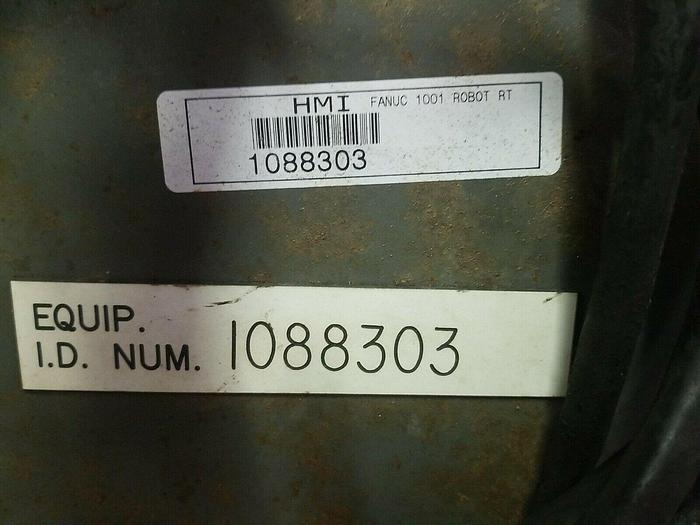 HMI FANUC 1001 ROBOT RT
1088303
EQUIP.
I.D. NUM. 1088303